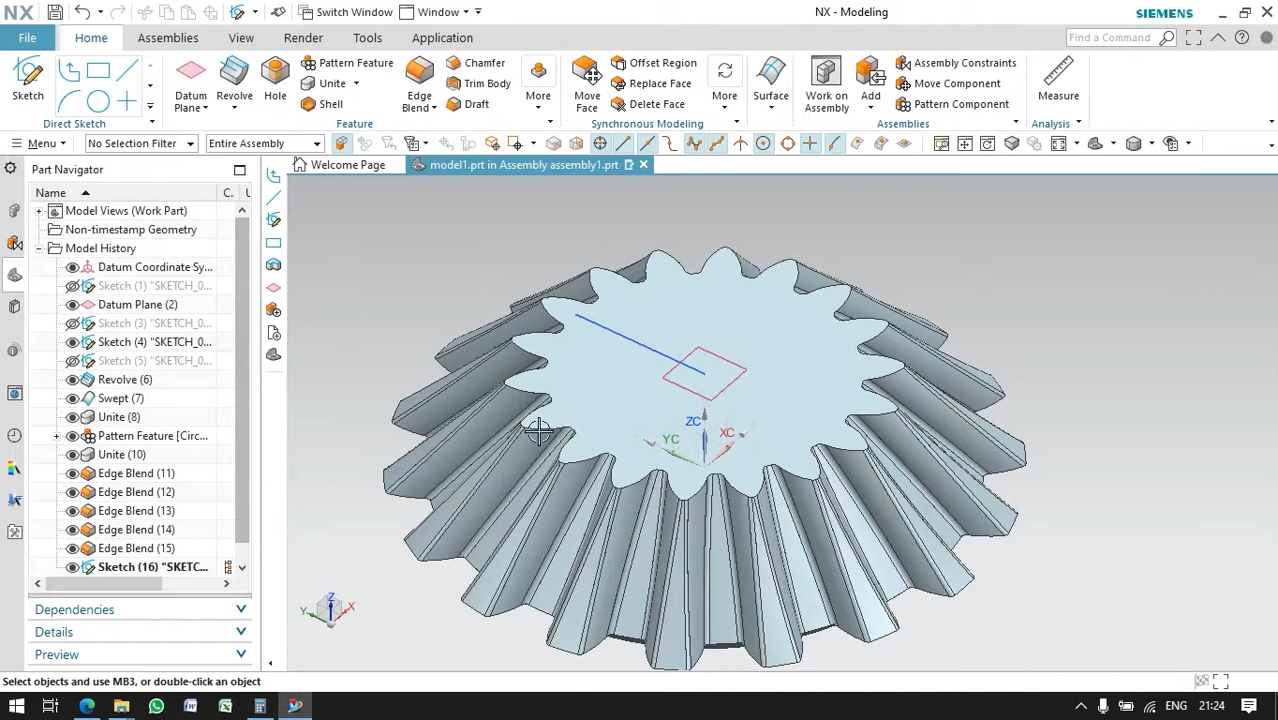 NX
Switch Window
Window
NX - Modeling
SIEMENS
File
Home
Assemblies
View
Render
Tools
Application
Find a Command
Sketch
Direct Sketch
Datum Plane
Revolve
Hole
Pattern Feature
Unite
Shell
Edge Blend
Chamfer
Trim Body
Draft
More
Feature
Move Face
Offset Region
Replace Face
Delete Face
More
Synchronous Modeling
Surface
Work on Assembly
Add
Assembly Constraints
Move Component
Pattern Component
Assemblies
Measure
Analysis
Menu
No Selection Filter
Entire Assembly
Part Navigator
Welcome Page
model1.prt in Assembly assembly1.prt
Name
C.
Model Views (Work Part)
Non-timestamp Geometry
Model History
Datum Coordinate Sy...
Sketch (1) "SKETCH_0...
Datum Plane (2)
Sketch (3) "SKETCH_0...
Sketch (4) "SKETCH_0...
Sketch (5) "SKETCH_0...
Revolve (6)
Swept (7)
Unite (8)
Pattern Feature [Circ...
Unite (10)
Edge Blend (11)
Edge Blend (12)
Edge Blend (13)
Edge Blend (14)
Edge Blend (15)
Sketch (16) "SKETC...
ZC
YC
XC
Z
Y
X
Dependencies
Details
Preview
Select objects and use MB3, or double-click an object
ENG
21:24